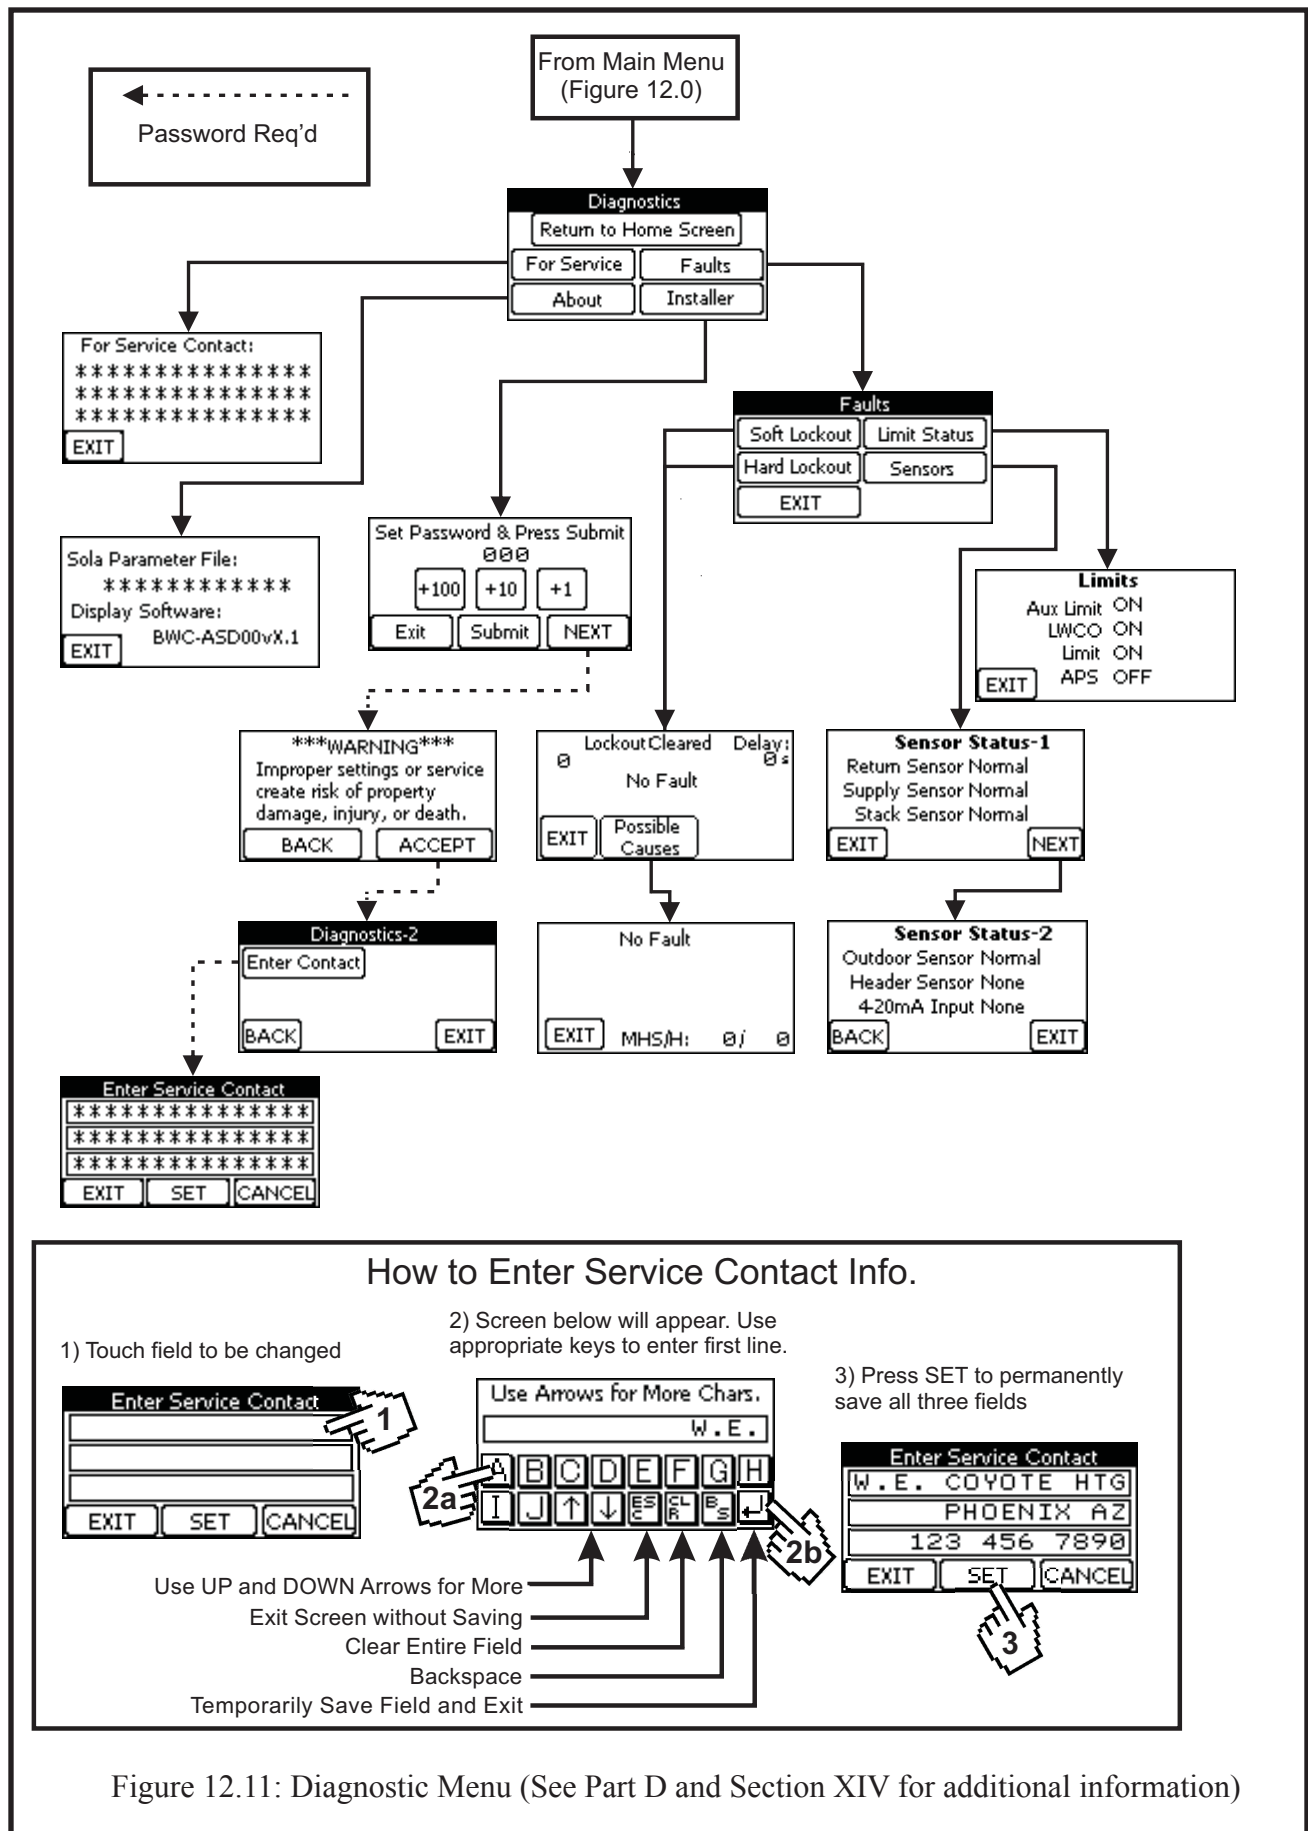 From Main Menu
(Figure 12.0)
Password Req'd
Diagnostics
Return to Home Screen
For Service
Faults
About
Installer
For Service Contact:
***************
***************
***************
EXIT
Faults
Soft Lockout
Limit Status
Hard Lockout
Sensors
EXIT
Sola Parameter File:
************
Display Software:
BWC-ASD00vX.1
EXIT
Set Password & Press Submit
000
+100
+10
+1
Exit
Submit
NEXT
Limits
Aux Limit ON
LWCO ON
Limit ON
APS OFF
EXIT
***WARNING***
Improper settings or service
create risk of property
damage, injury, or death.
BACK
ACCEPT
Lockout Cleared
Delay:
0
0s
No Fault
EXIT
Possible
Causes
Sensor Status-1
Return Sensor Normal
Supply Sensor Normal
Stack Sensor Normal
EXIT
NEXT
Diagnostics-2
Enter Contact
BACK
EXIT
No Fault
EXIT
MHS/H: 0/ 0
Sensor Status-2
Outdoor Sensor Normal
Header Sensor None
4-20mA Input None
BACK
EXIT
Enter Service Contact
***************
***************
***************
EXIT
SET
CANCEL
How to Enter Service Contact Info.
1) Touch field to be changed
Enter Service Contact
1
EXIT
SET
CANCEL
2) Screen below will appear. Use
appropriate keys to enter first line.
Use Arrows for More Chars.
W.E.
A B C D E F G H
I J ↑ ↓ ESC CLR BS ↵
2a
2b
Use UP and DOWN Arrows for More
Exit Screen without Saving
Clear Entire Field
Backspace
Temporarily Save Field and Exit
3) Press SET to permanently
save all three fields
Enter Service Contact
W.E. COYOTE HTG
PHOENIX AZ
123 456 7890
EXIT
SET
CANCEL
3
Figure 12.11: Diagnostic Menu (See Part D and Section XIV for additional information)